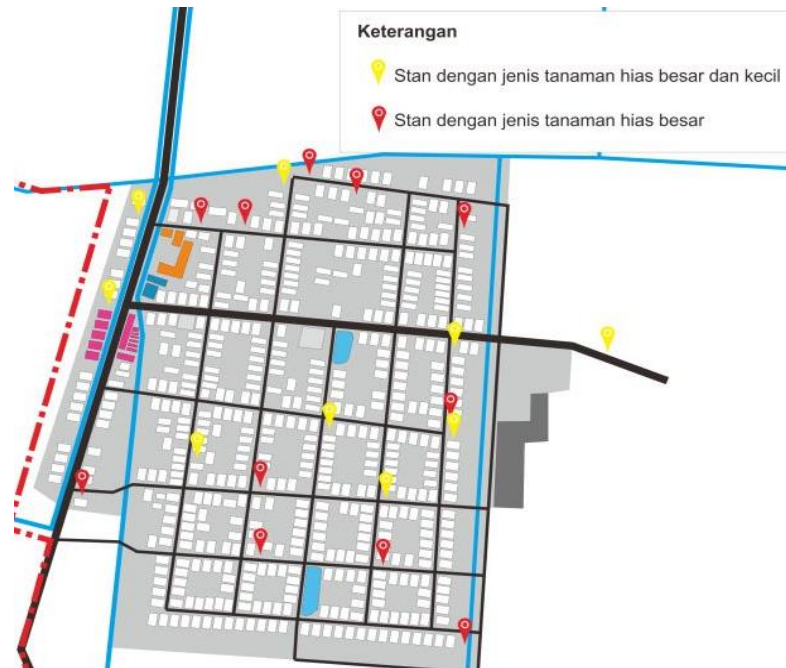 Keterangan
Stan dengan jenis tanaman hias besar dan kecil
Stan dengan jenis tanaman hias besar